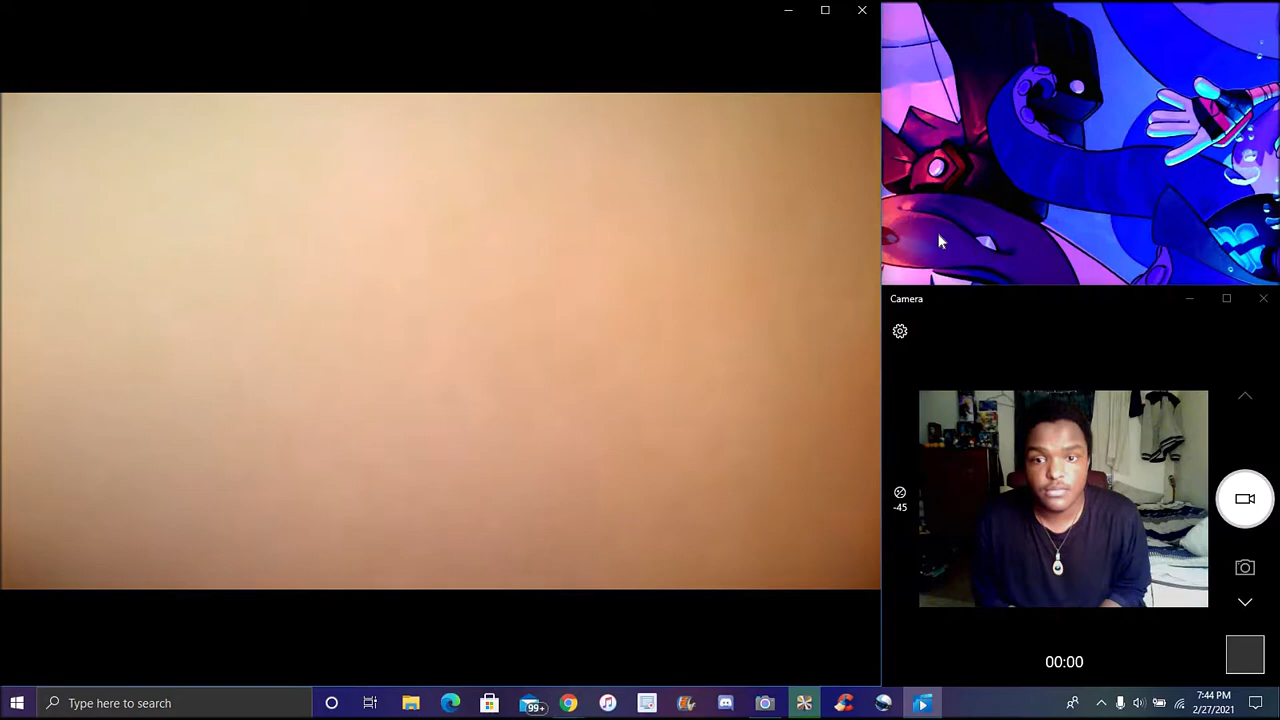 Camera
-45
00:00
Type here to search
99+
7:44 PM
2/27/2021